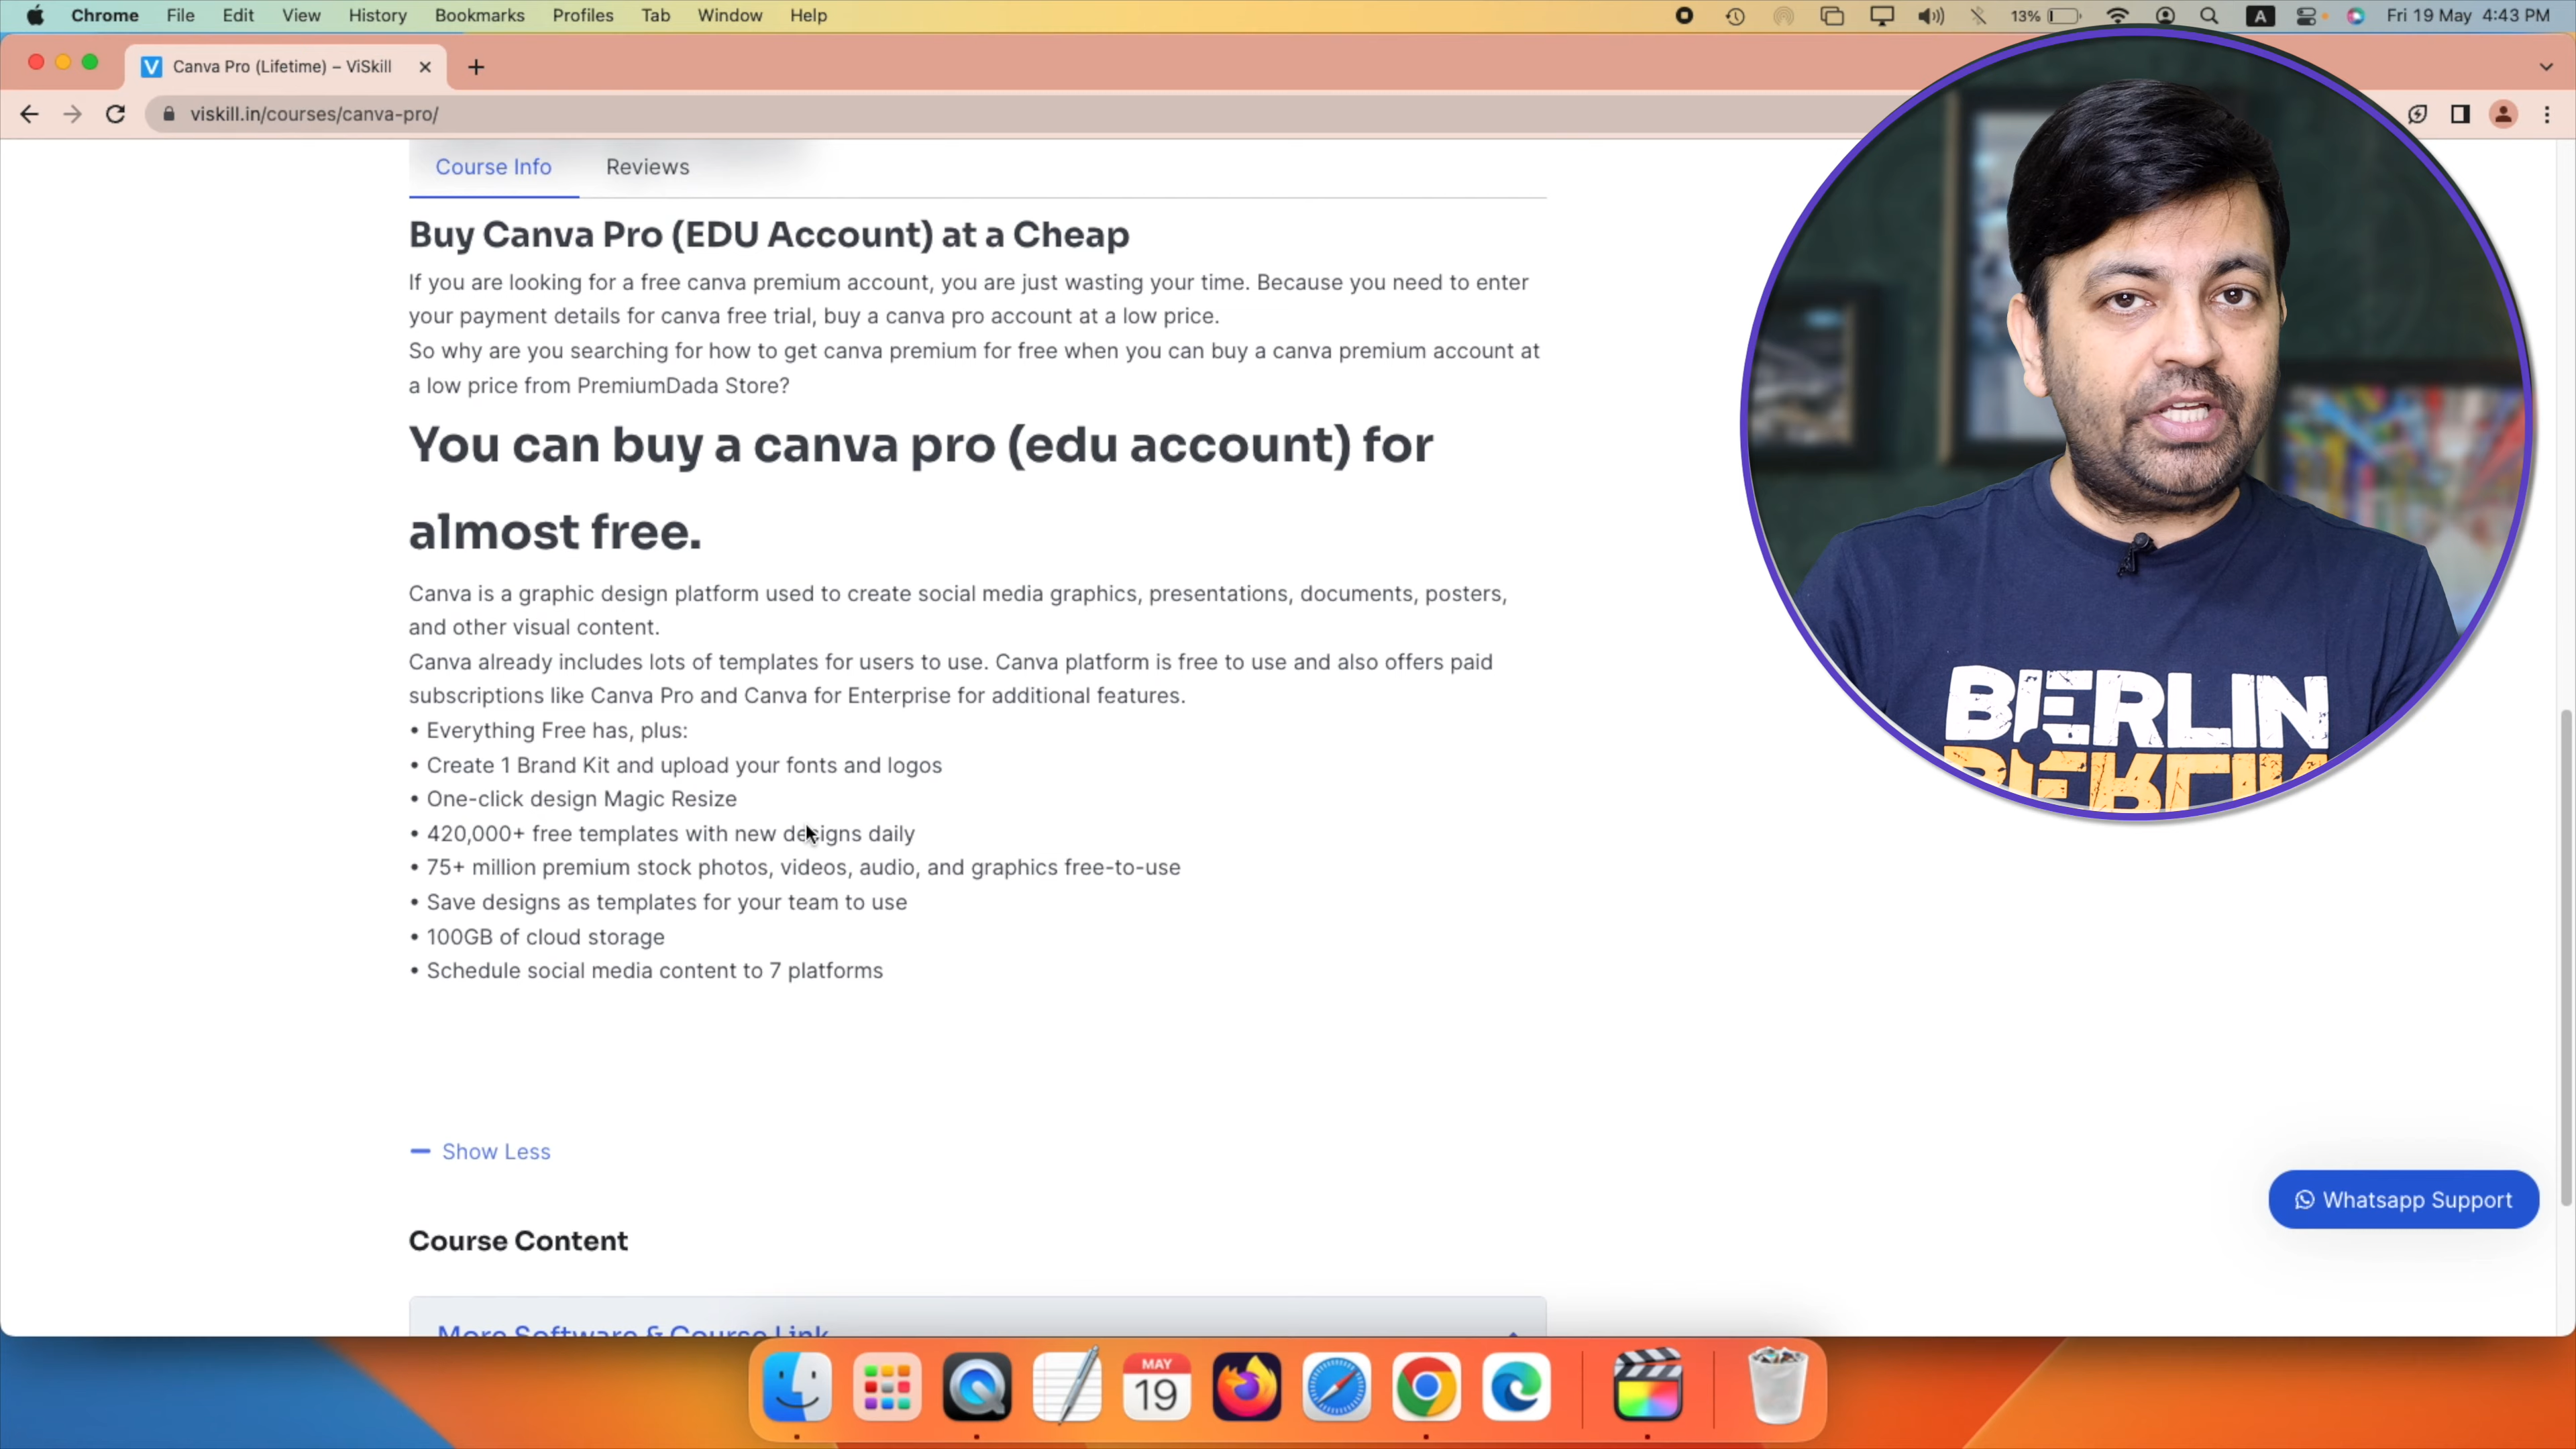 Chrome File Edit View History Bookmarks Profiles Tab Window Help 13% A Fri 19 May 4:43 PM
V Canva Pro (Lifetime) – ViSkill
viskill.in/courses/canva-pro/
Course Info Reviews
Buy Canva Pro (EDU Account) at a Cheap
If you are looking for a free canva premium account, you are just wasting your time. Because you need to enter
your payment details for canva free trial, buy a canva pro account at a low price.
So why are you searching for how to get canva premium for free when you can buy a canva premium account at
a low price from PremiumDada Store?
You can buy a canva pro (edu account) for
almost free.
Canva is a graphic design platform used to create social media graphics, presentations, documents, posters,
and other visual content.
Canva already includes lots of templates for users to use. Canva platform is free to use and also offers paid
subscriptions like Canva Pro and Canva for Enterprise for additional features.
• Everything Free has, plus:
• Create 1 Brand Kit and upload your fonts and logos
• One-click design Magic Resize
• 420,000+ free templates with new designs daily
• 75+ million premium stock photos, videos, audio, and graphics free-to-use
• Save designs as templates for your team to use
• 100GB of cloud storage
• Schedule social media content to 7 platforms
Show Less
Course Content
More Software & Course Link
BERLIN
BERLIN
Whatsapp Support
MAY
19